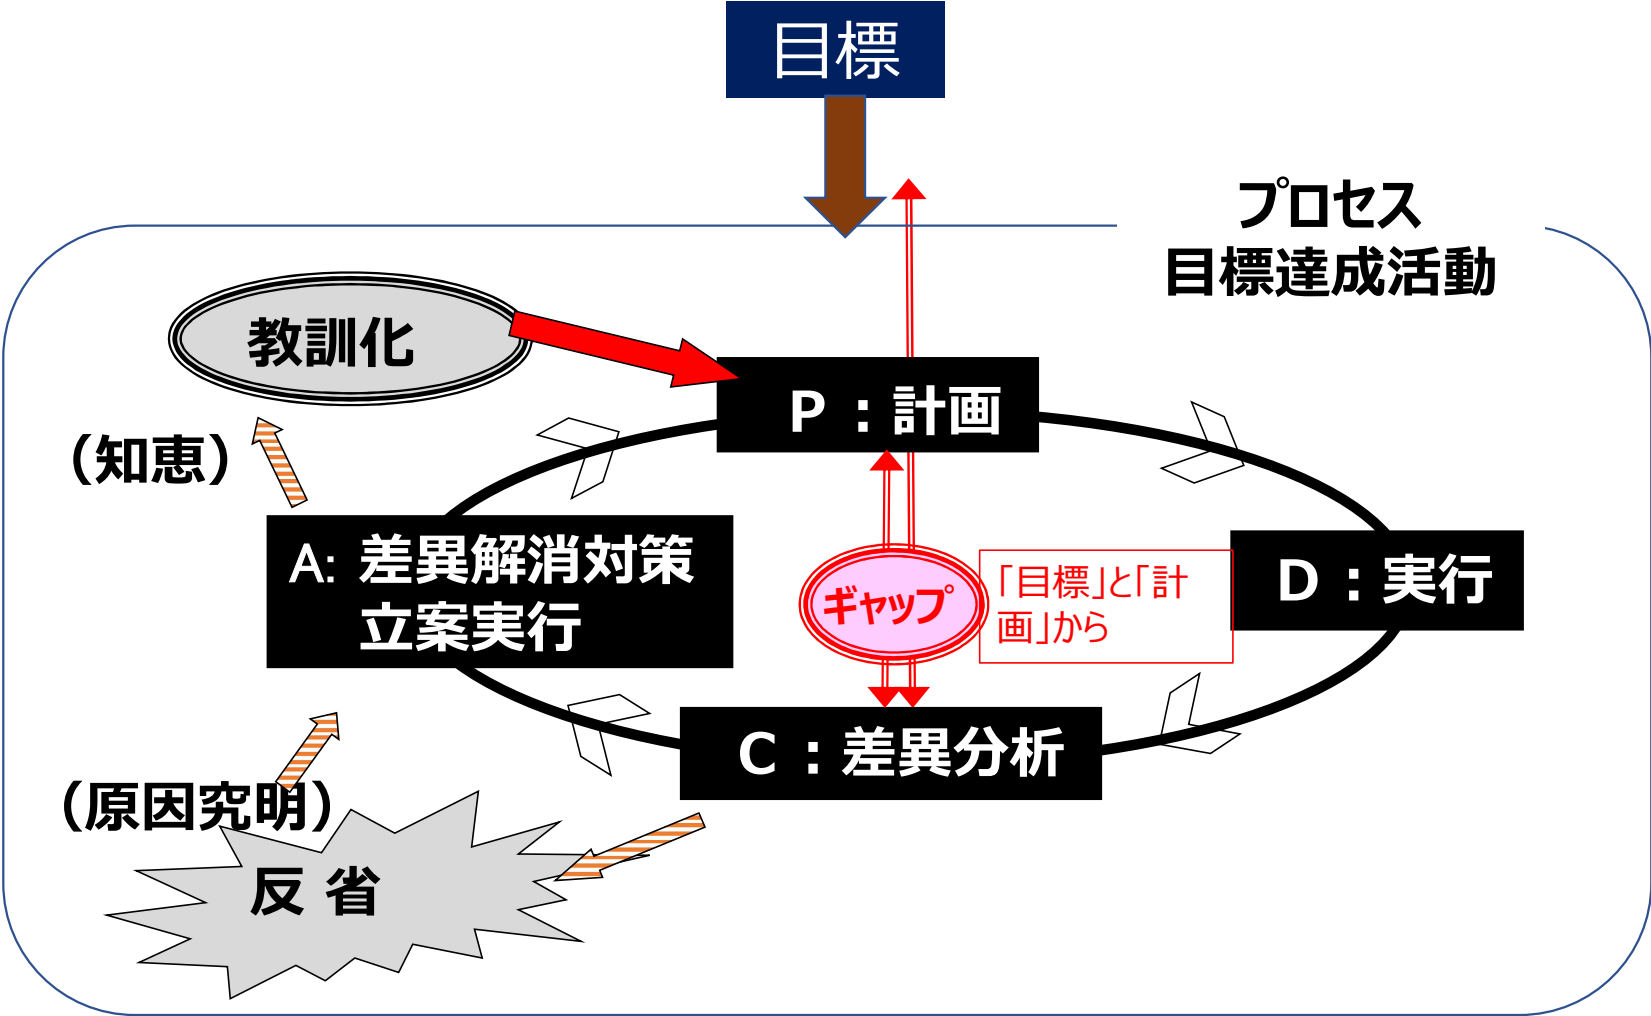 目標
プロセス
目標達成活動
教訓化
P：計画
（知恵）
A: 差異解消対策
立案実行
ギャップ
「目標」と「計
画」から
D：実行
C：差異分析
（原因究明）
反 省